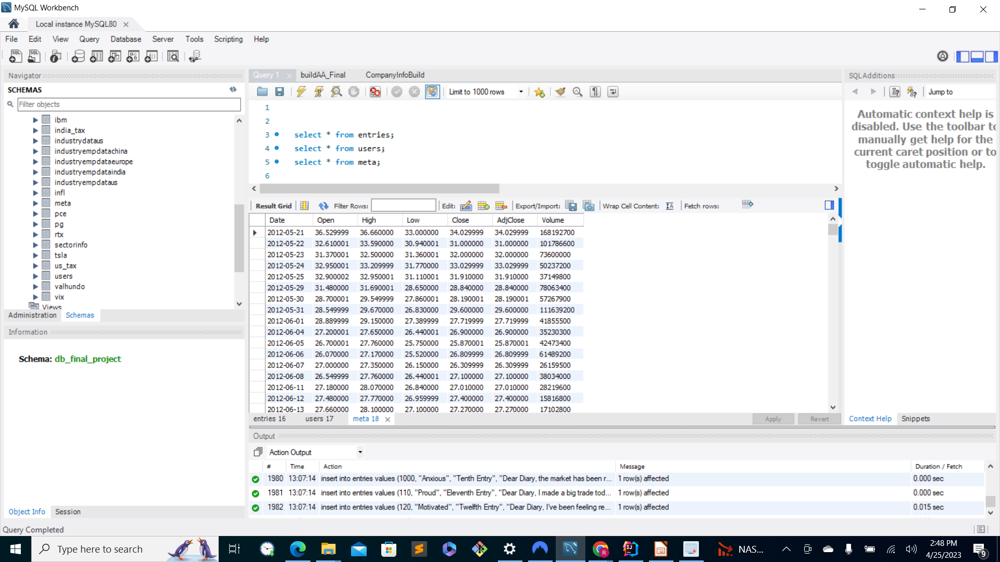 MySQL Workbench
Local instance MySQL80
File Edit View Query Database Server Tools Scripting Help
Navigator
SCHEMAS
Filter objects
ibm
india_tax
industrydataus
industryempdatachina
industryempdataeurope
industryempdataindia
industryempdataus
infl
meta
pce
pg
rtx
sectorinfo
tsla
us_tax
users
valhundo
vix
Views
Administration Schemas
Information
Schema: db_final_project
Object Info Session
Query Completed
Query 1 buildAA_Final CompanyInfoBuild
Limit to 1000 rows
1
2
3 select * from entries;
4 select * from users;
5 select * from meta;
6
Result Grid Filter Rows: Edit: Export/Import: Wrap Cell Content: Fetch rows:
Date Open High Low Close AdjClose Volume
2012-05-21 36.529999 36.660000 33.000000 34.029999 34.029999 168192700
2012-05-22 32.610001 33.590000 30.940001 31.000000 31.000000 101786600
2012-05-23 31.370001 32.500000 31.360001 32.000000 32.000000 73600000
2012-05-24 32.950001 33.209999 31.770000 33.029999 33.029999 50237200
2012-05-25 32.900002 32.950001 31.110001 31.910000 31.910000 37149800
2012-05-29 31.480000 31.690001 28.650000 28.840000 28.840000 78063400
2012-05-30 28.700001 29.549999 27.860001 28.190001 28.190001 57267900
2012-05-31 28.549999 29.670000 26.830000 29.600000 29.600000 111639200
2012-06-01 28.889999 29.150000 27.389999 27.719999 27.719999 41855500
2012-06-04 27.200001 27.650000 26.440001 26.900000 26.900000 35230300
2012-06-05 26.700001 27.760000 25.750000 25.870001 25.870001 42473400
2012-06-06 26.070000 27.170000 25.520000 26.809999 26.809999 61489200
2012-06-07 27.000000 27.350000 26.150000 26.309999 26.309999 26159500
2012-06-08 26.549999 27.760000 26.440001 27.100000 27.100000 38034000
2012-06-11 27.180000 28.070000 26.840000 27.010000 27.010000 28219600
2012-06-12 27.480000 27.770000 26.959999 27.400000 27.400000 15816800
2012-06-13 27.660000 28.100000 27.100000 27.270000 27.270000 17102800
entries 16 users 17 meta 18 Apply Revert
Output
Action Output
# Time Action Message Duration / Fetch
1980 13:07:14 insert into entries values (1000, "Anxious", "Tenth Entry", "Dear Diary, the market has been r... 1 row(s) affected 0.000 sec
1981 13:07:14 insert into entries values (110, "Proud", "Eleventh Entry", "Dear Diary, I made a big trade tod... 1 row(s) affected 0.000 sec
1982 13:07:14 insert into entries values (120, "Motivated", "Twelfth Entry", "Dear Diary, I've been feeling re... 1 row(s) affected 0.015 sec
SQLAdditions
Jump to
Automatic context help is
disabled. Use the toolbar to
manually get help for the
current caret position or to
toggle automatic help.
Context Help Snippets
Type here to search
NAS...
2:48 PM
4/25/2023
9